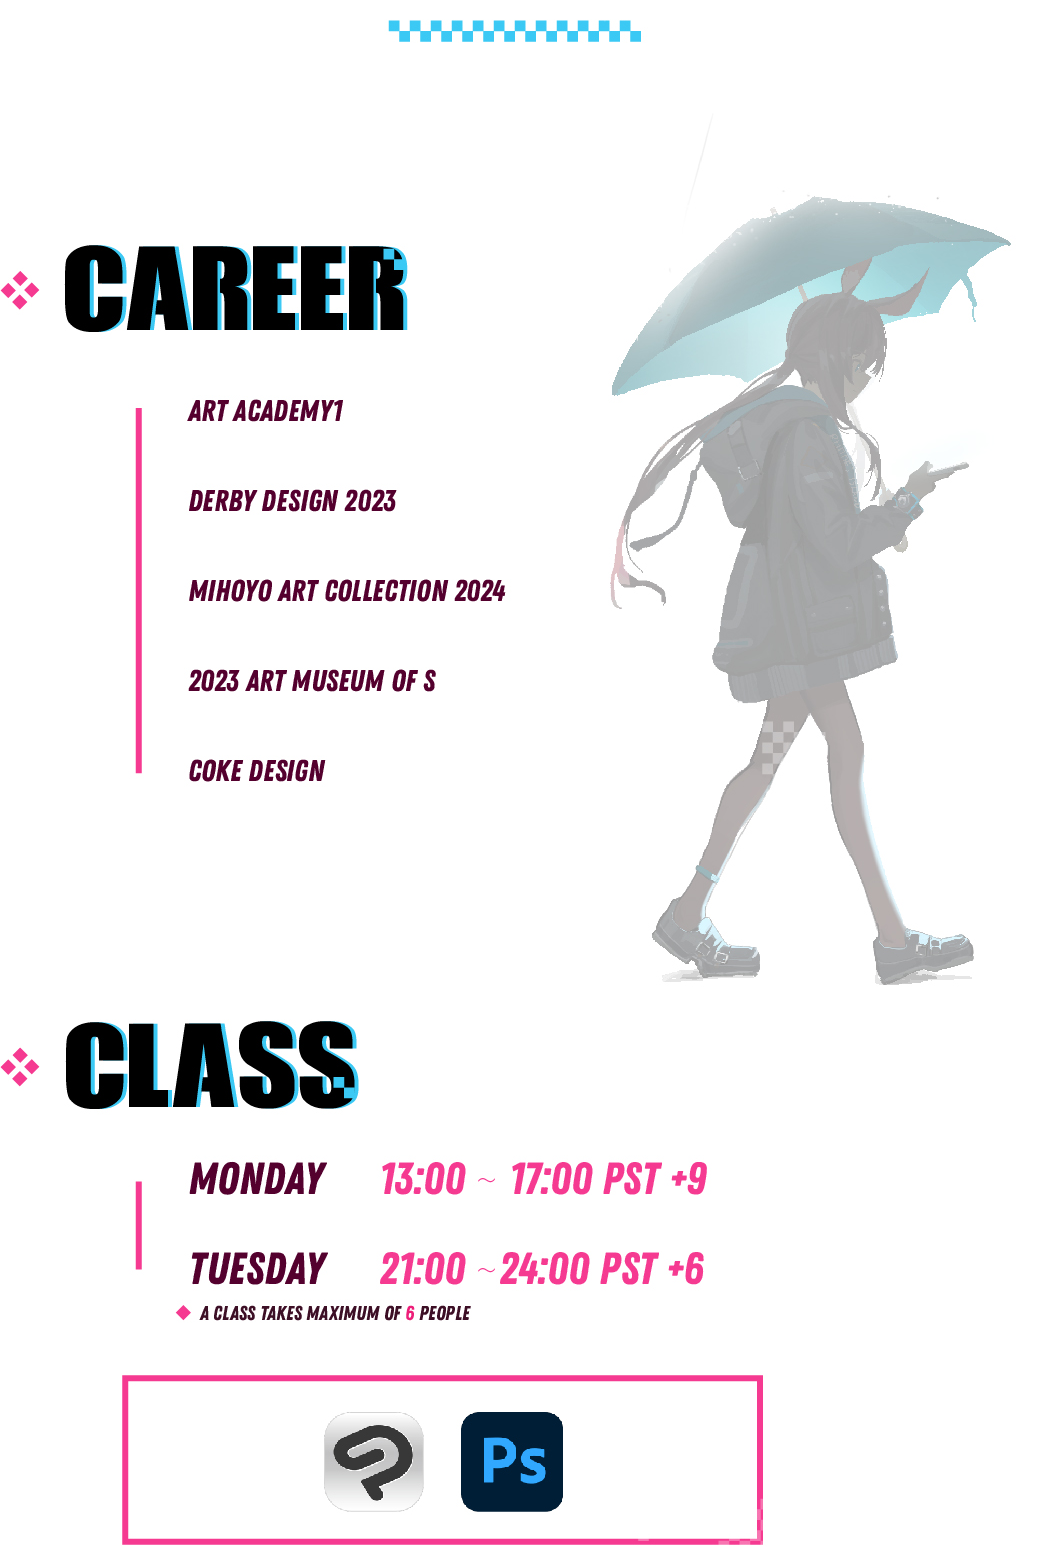 CAREER
ART ACADEMY1
DERBY DESIGN 2023
MIHOYO ART COLLECTION 2024
2023 ART MUSEUM OF S
COKE DESIGN
CLASS
MONDAY 13:00 ~ 17:00 PST +9
TUESDAY 21:00 ~24:00 PST +6
A CLASS TAKES MAXIMUM OF 6 PEOPLE
Ps